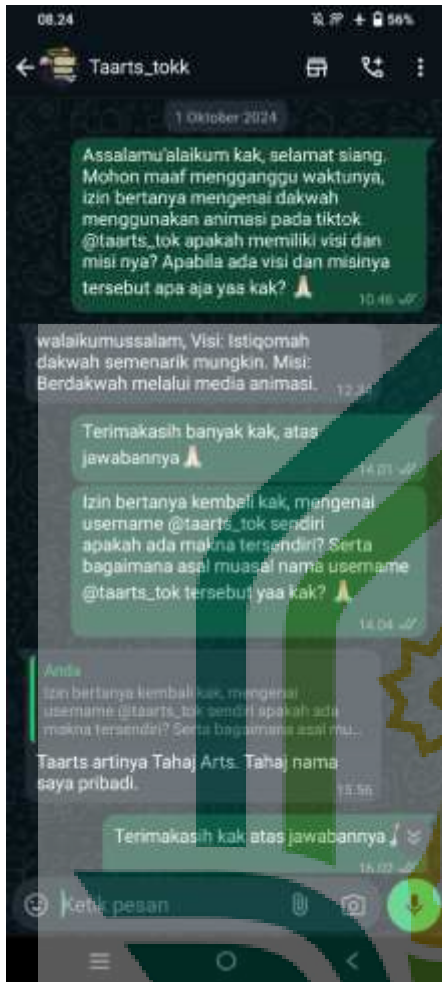 08.24
56%
Taarts_tokk
1 Oktober 2024
Assalamu'alaikum kak, selamat siang.
Mohon maaf mengganggu waktunya,
izin bertanya mengenai dakwah
menggunakan animasi pada tiktok
@taarts_tok apakah memiliki visi dan
misi nya? Apabila ada visi dan misinya
tersebut apa aja yaa kak? 🙏🏻
10.46
walaikumussalam, Visi: Istiqomah
dakwah semenarik mungkin. Misi:
Berdakwah melalui media animasi.
Terimakasih banyak kak, atas
jawabannya 🙏🏻
14.01
Izin bertanya kembali kak, mengenai
username @taarts_tok sendiri
apakah ada makna tersendiri? Serta
bagaimana asal muasal nama username
@taarts_tok tersebut yaa kak? 🙏🏻
14.04
Anda
Izin bertanya kembali kak, mengenai
username @taarts_tok sendiri apakah ada
makna tersendiri? Serta bagaimana asal mu...
Taarts artinya Tahaj Arts. Tahaj nama
saya pribadi.
15.56
Terimakasih kak atas jawabannya
16.02
Ketik pesan